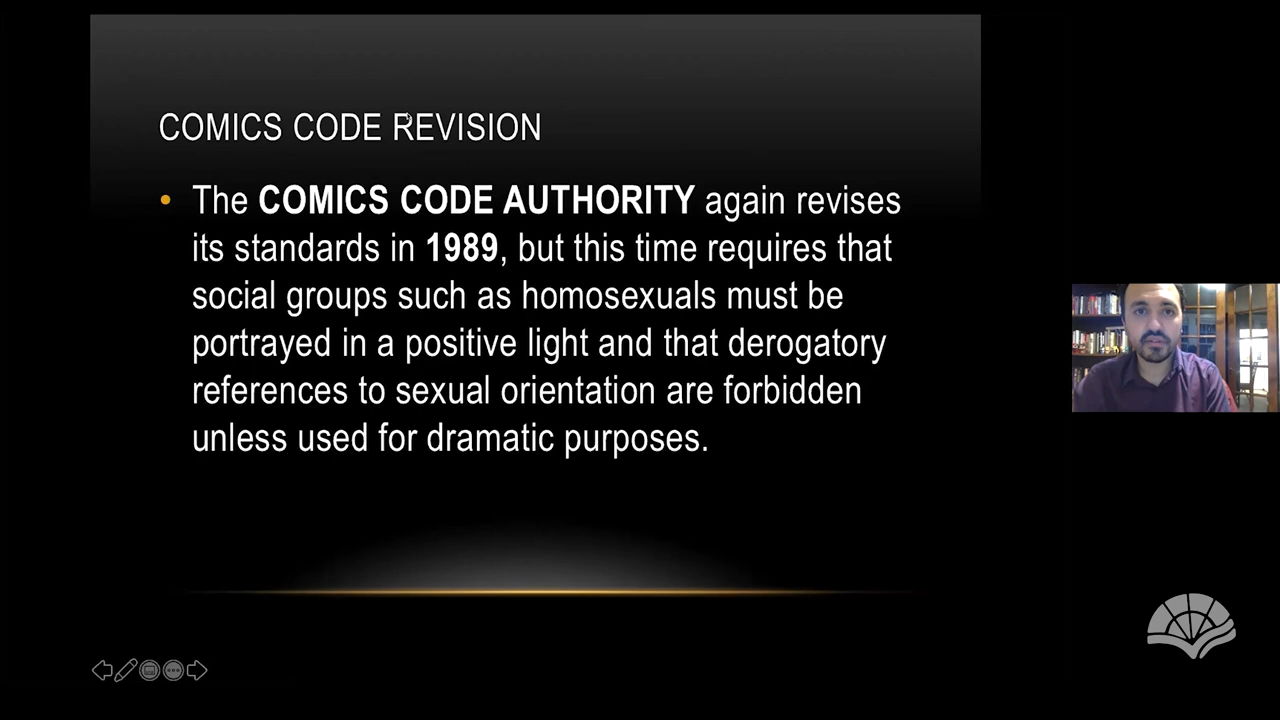 COMICS CODE REVISION
• The COMICS CODE AUTHORITY again revises
its standards in 1989, but this time requires that
social groups such as homosexuals must be
portrayed in a positive light and that derogatory
references to sexual orientation are forbidden
unless used for dramatic purposes.